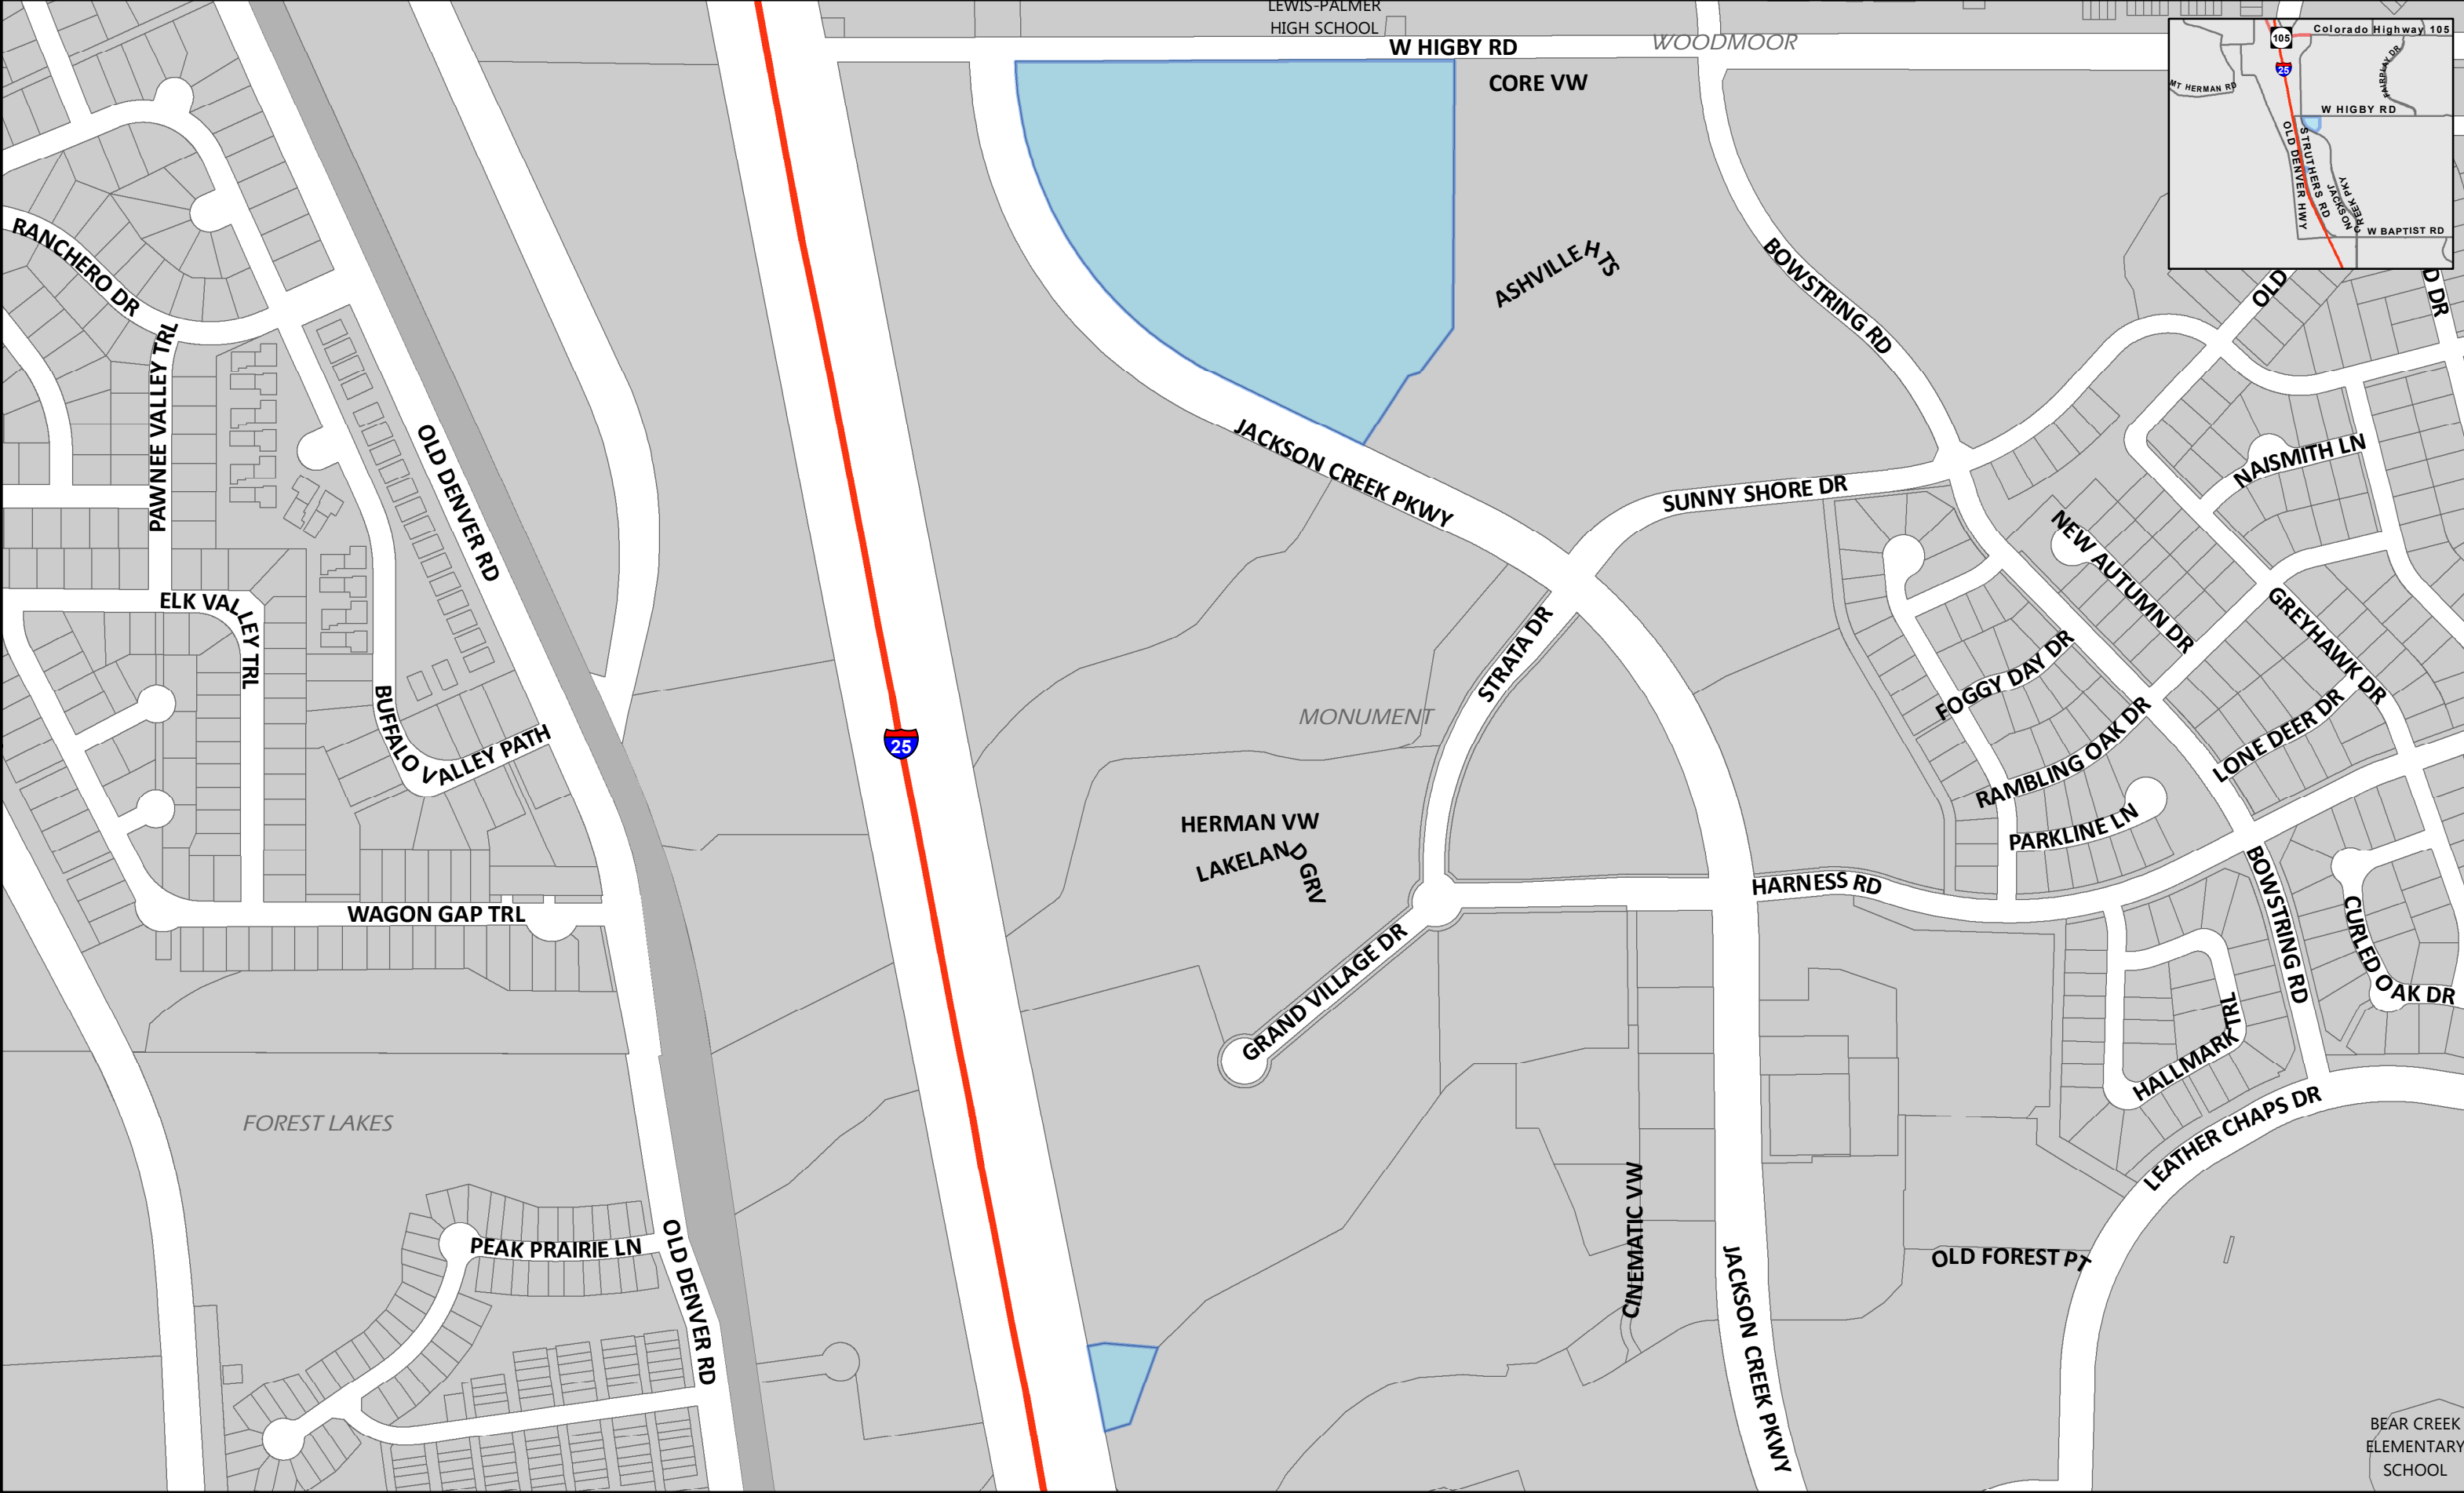 LEWIS-PALMER
HIGH SCHOOL
W HIGBY RD
WOODMOOR
CORE VW
105
Colorado Highway 105
25
FAIRPLAY DR
MT HERMAN RD
W HIGBY RD
OLD DENVER HWY
STRUTHERS RD
JACKSON CREEK PKY
W BAPTIST RD
RANCHERO DR
ASHVILLE HTS
BOWSTRING RD
OLD
D DR
PAWNEE VALLEY TRL
OLD DENVER RD
JACKSON CREEK PKWY
SUNNY SHORE DR
NAISMITH LN
NEW AUTUMN DR
ELK VALLEY TRL
STRATA DR
FOGGY DAY DR
GREYHAWK DR
BUFFALO VALLEY PATH
25
MONUMENT
RAMBLING OAK DR
LONE DEER DR
HERMAN VW
LAKELAND GRV
PARKLINE LN
HARNESS RD
WAGON GAP TRL
GRAND VILLAGE DR
BOWSTRING RD
CURLED OAK DR
HALLMARK TRL
FOREST LAKES
LEATHER CHAPS DR
CINEMATIC VW
PEAK PRAIRIE LN
OLD DENVER RD
JACKSON CREEK PKWY
OLD FOREST PT
BEAR CREEK
ELEMENTARY
SCHOOL